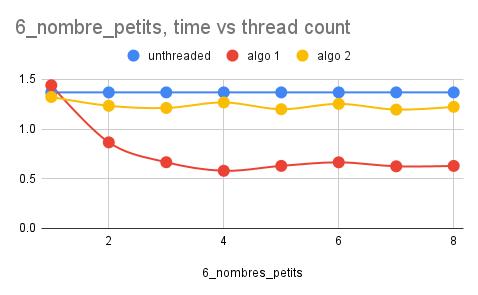 6_nombre_petits, time vs thread count
unthreaded algo 1 algo 2
1.5
1.0
0.5
0.0
2 4 6 8
6_nombres_petits